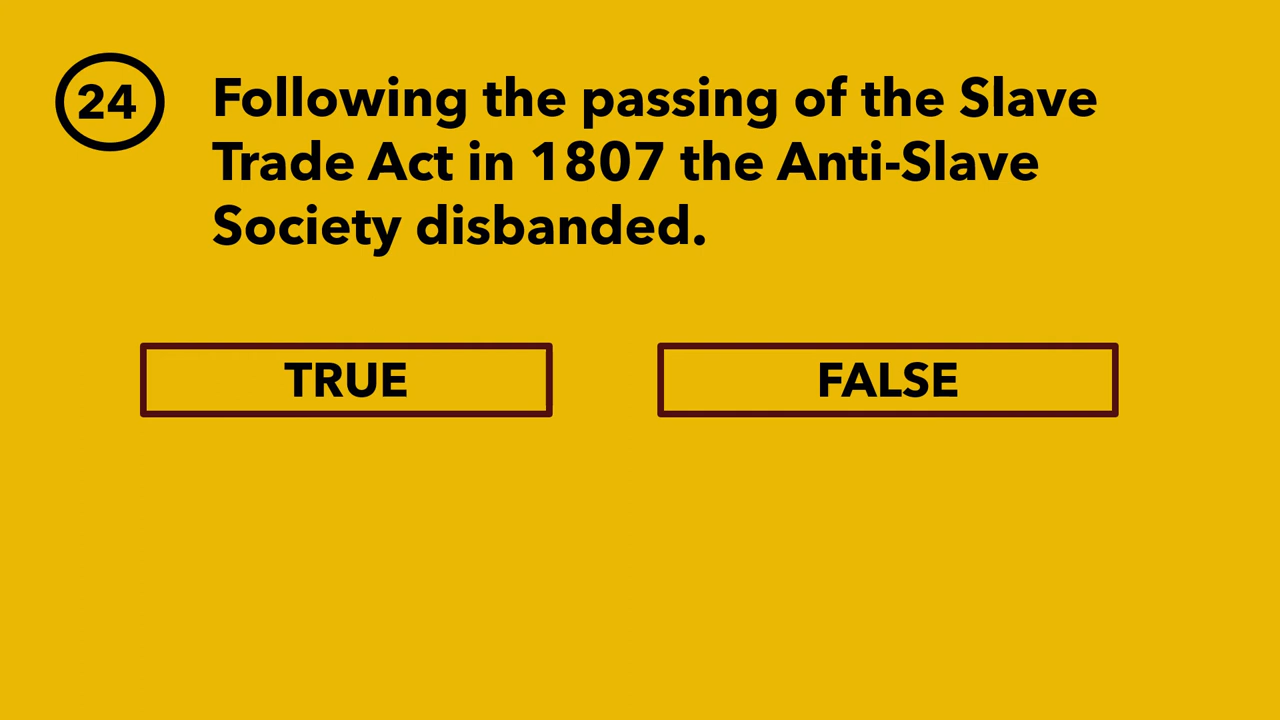 24
Following the passing of the Slave
Trade Act in 1807 the Anti-Slave
Society disbanded.
TRUE
FALSE